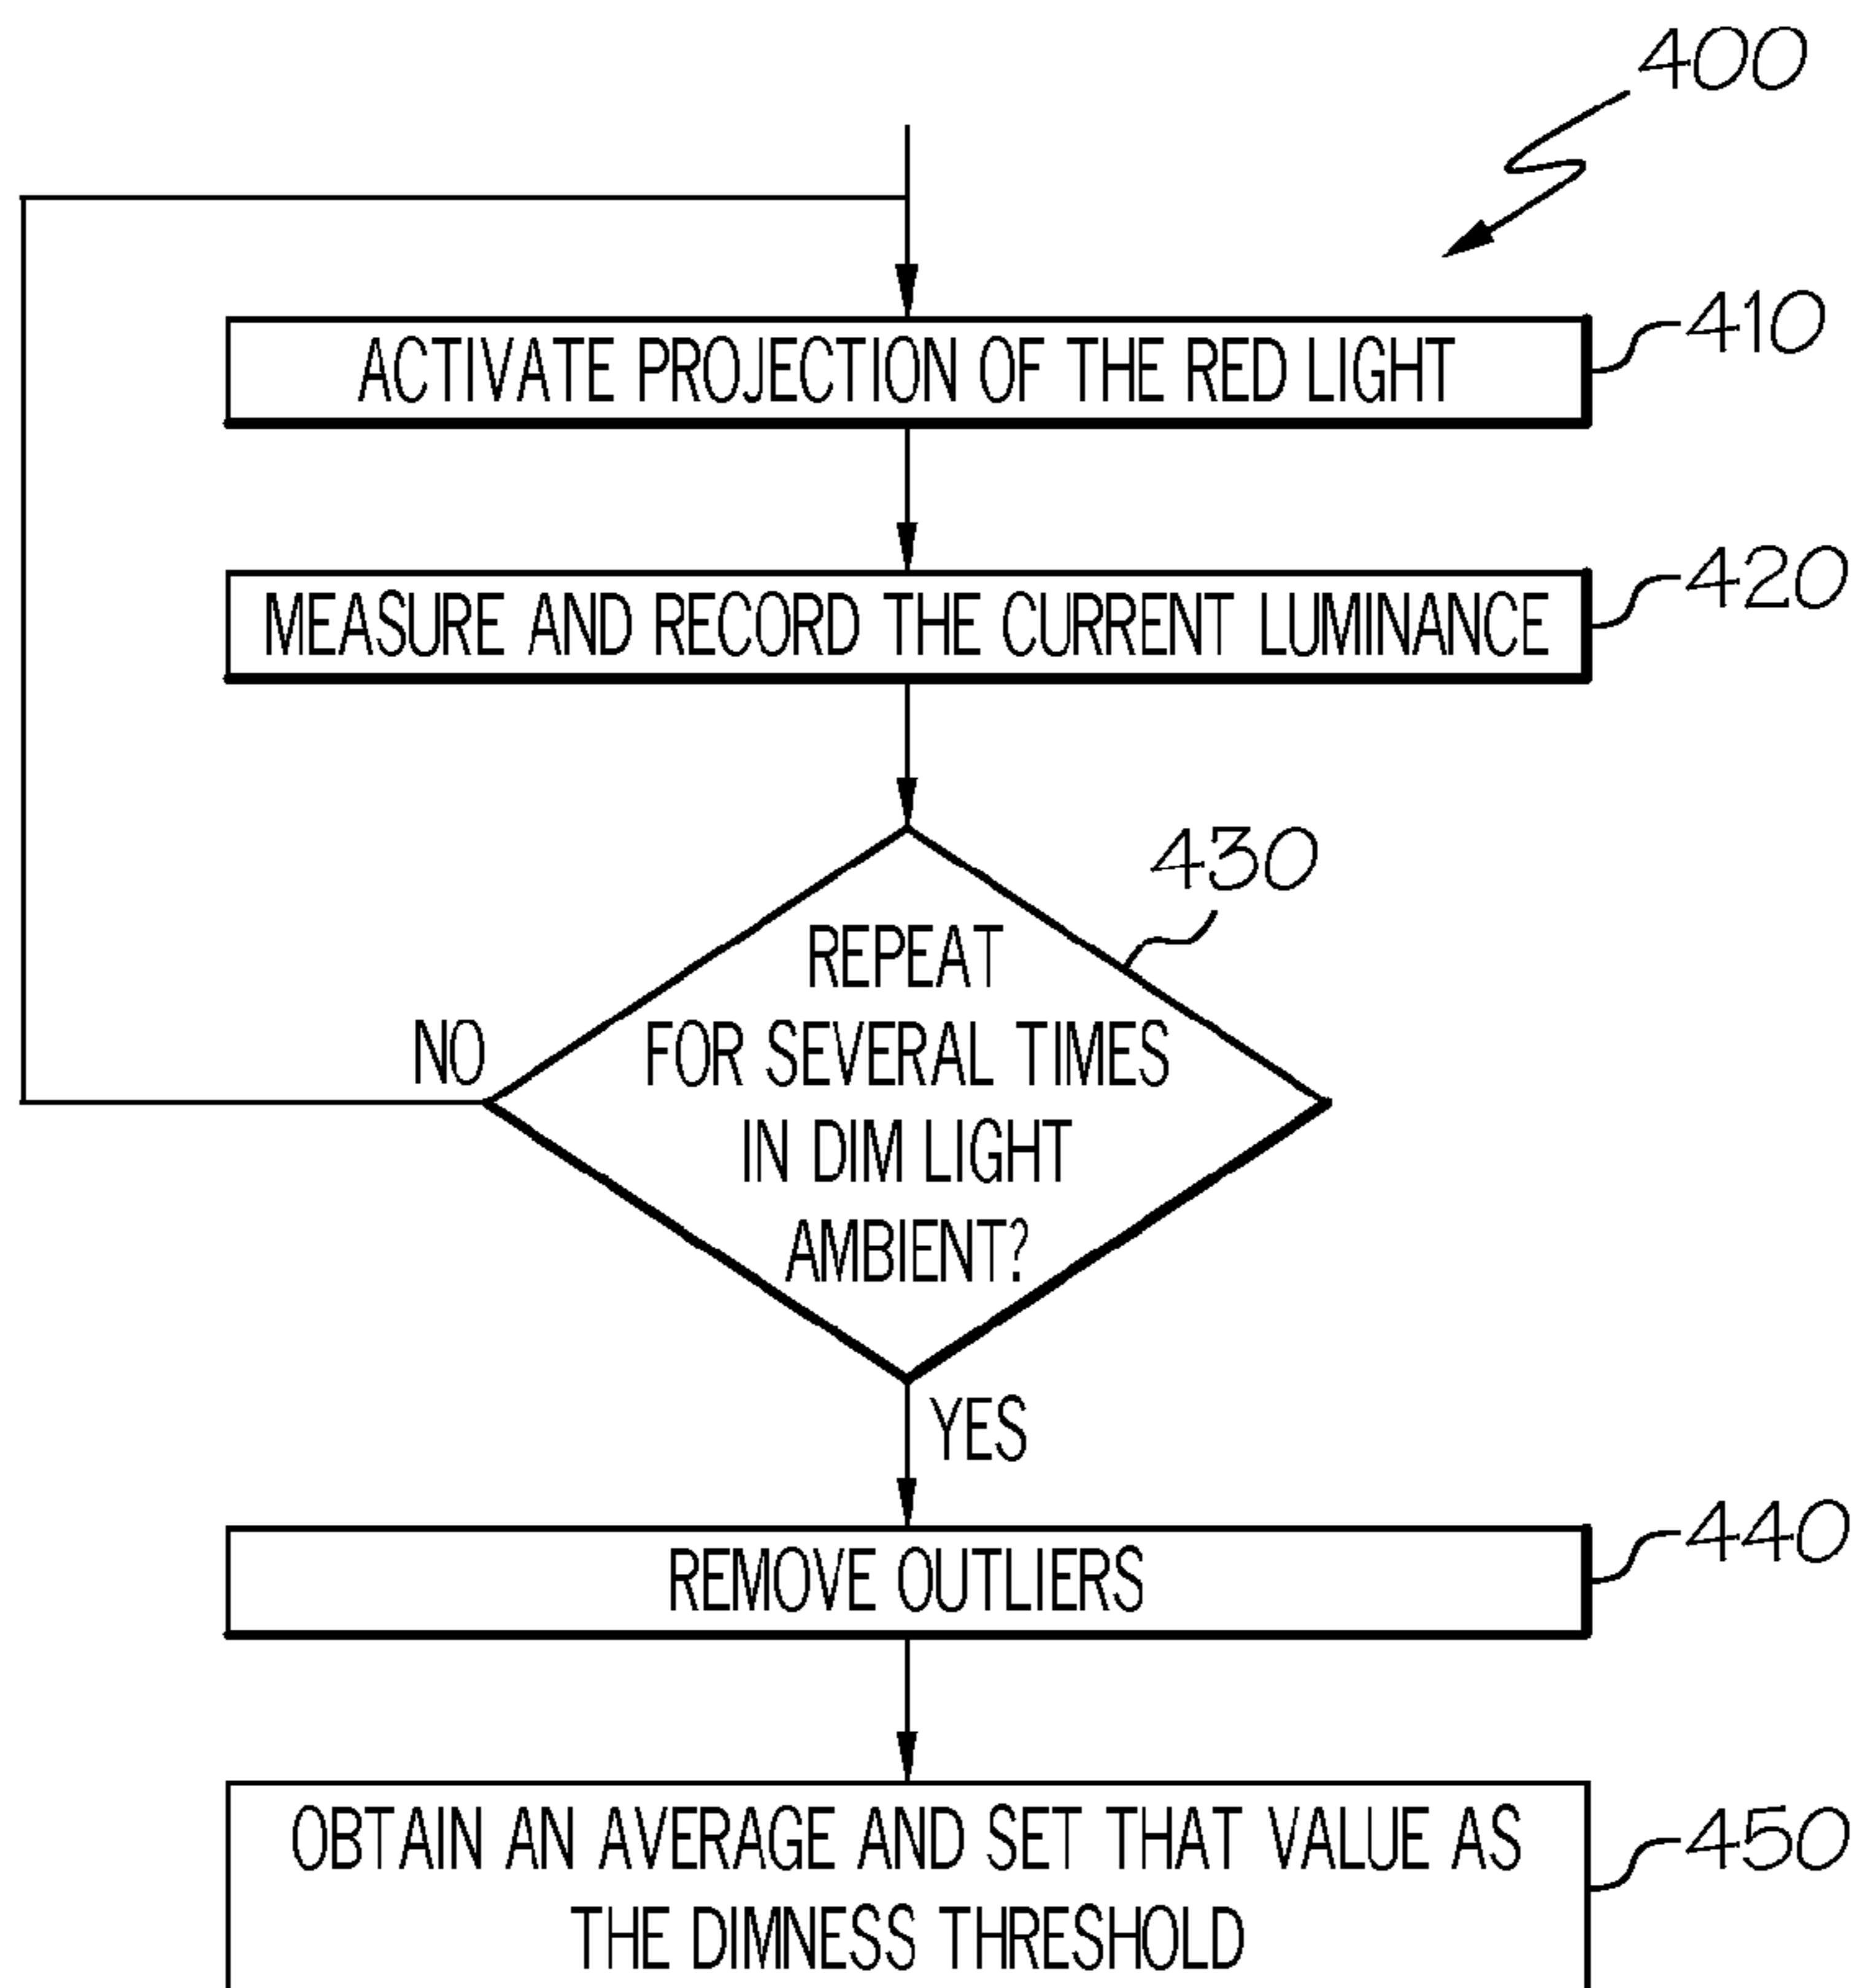 400
ACTIVATE PROJECTION OF THE RED LIGHT
410
MEASURE AND RECORD THE CURRENT LUMINANCE
420
430
REPEAT
FOR SEVERAL TIMES
IN DIM LIGHT
AMBIENT?
NO
YES
REMOVE OUTLIERS
440
OBTAIN AN AVERAGE AND SET THAT VALUE AS
THE DIMNESS THRESHOLD
450